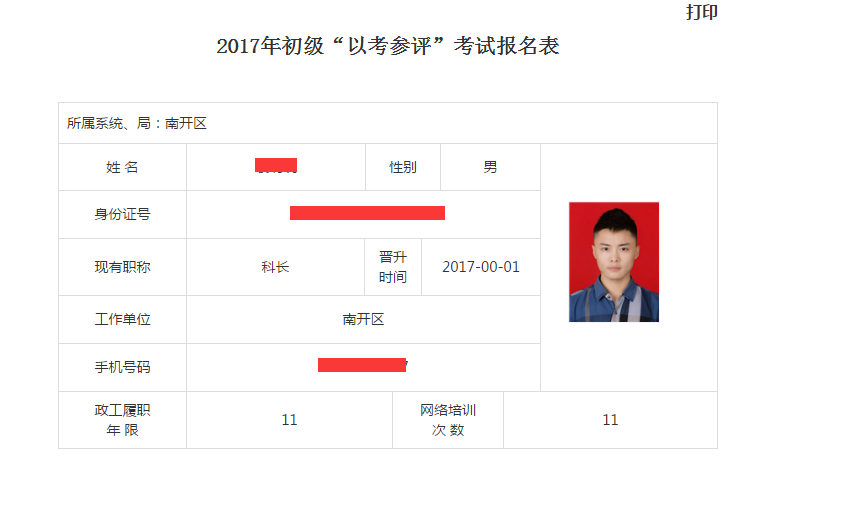 打印
2017年初级“以考参评”考试报名表
所属系统、局：南开区
姓 名
性别
男
身份证号
现有职称
科长
晋升
时间
2017-00-01
工作单位
南开区
手机号码
政工履职
年 限
11
网络培训
次 数
11